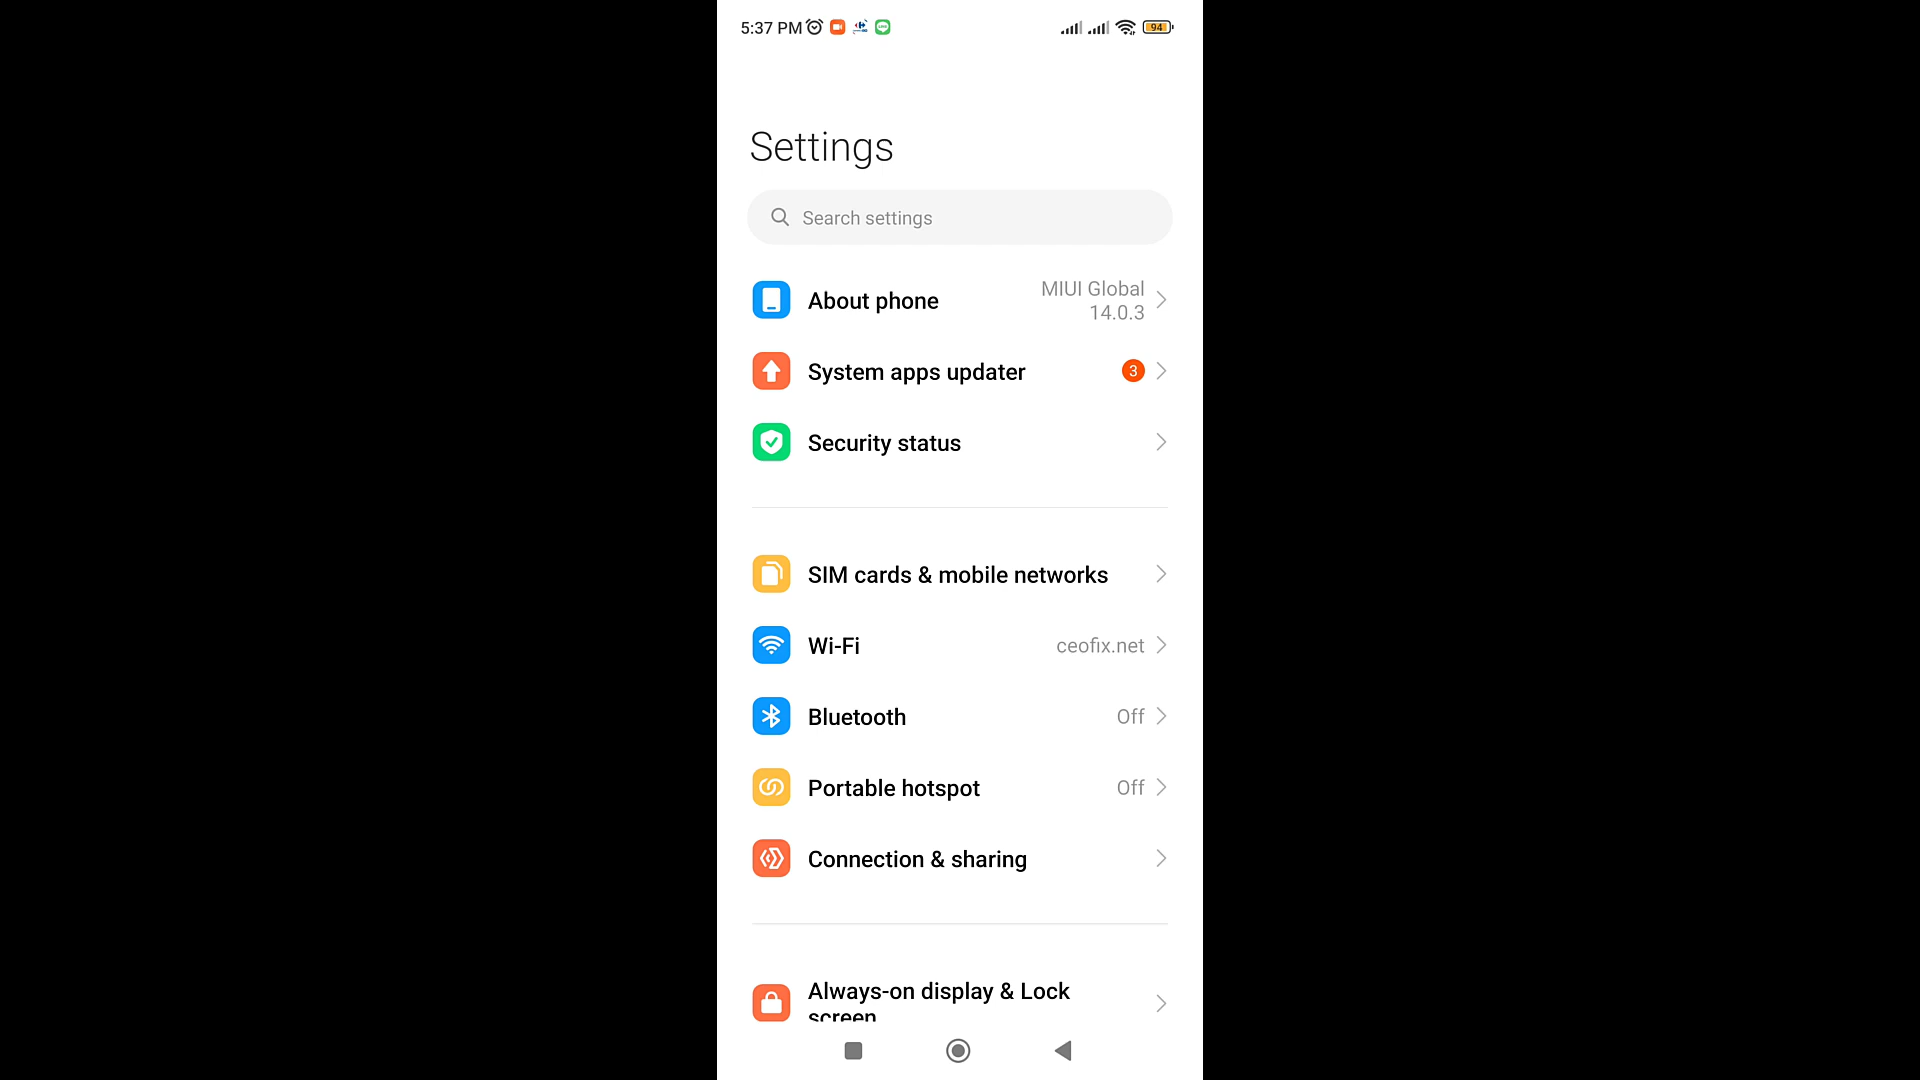 5:37 PM
94
Settings
Search settings
About phone
MIUI Global
14.0.3
System apps updater
3
Security status
SIM cards & mobile networks
Wi-Fi
ceofix.net
Bluetooth
Off
Portable hotspot
Off
Connection & sharing
Always-on display & Lock
screen